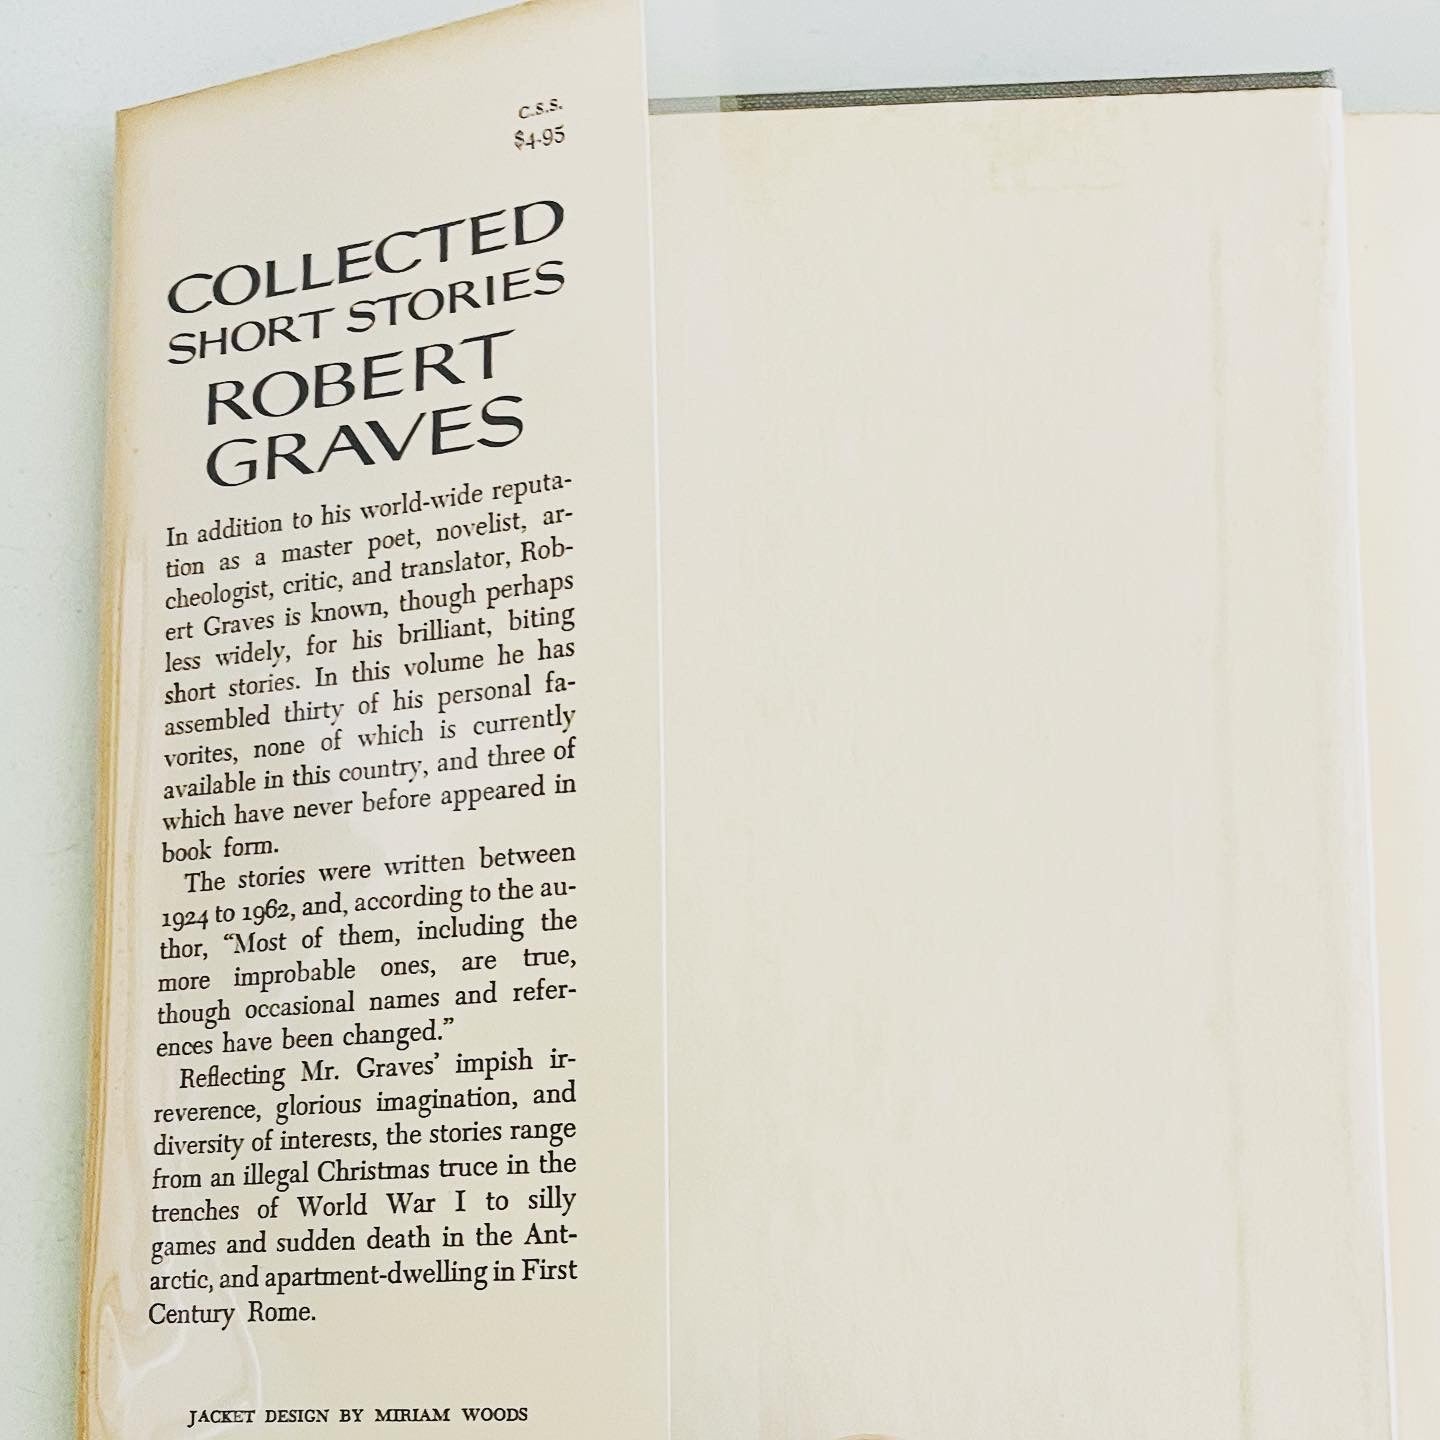 C.S.S.
$4.95
COLLECTED
SHORT STORIES
ROBERT
GRAVES
In addition to his world-wide reputa-
tion as a master poet, novelist, ar-
cheologist, critic, and translator, Rob-
ert Graves is known, though perhaps
less widely, for his brilliant, biting
short stories. In this volume he has
assembled thirty of his personal fa-
vorites, none of which is currently
available in this country, and three of
which have never before appeared in
book form.
The stories were written between
1924 to 1962, and, according to the au-
thor, “Most of them, including the
more improbable ones, are true,
though occasional names and refer-
ences have been changed.”
Reflecting Mr. Graves’ impish ir-
reverence, glorious imagination, and
diversity of interests, the stories range
from an illegal Christmas truce in the
trenches of World War I to silly
games and sudden death in the Ant-
arctic, and apartment-dwelling in First
Century Rome.
JACKET DESIGN BY MIRIAM WOODS